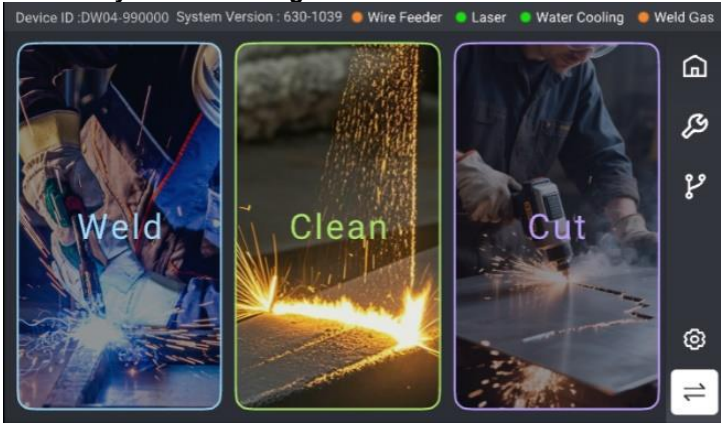 Device ID :DW04-990000 System Version : 630-1039 Wire Feeder Laser Water Cooling Weld Gas
Weld
Clean
Cut